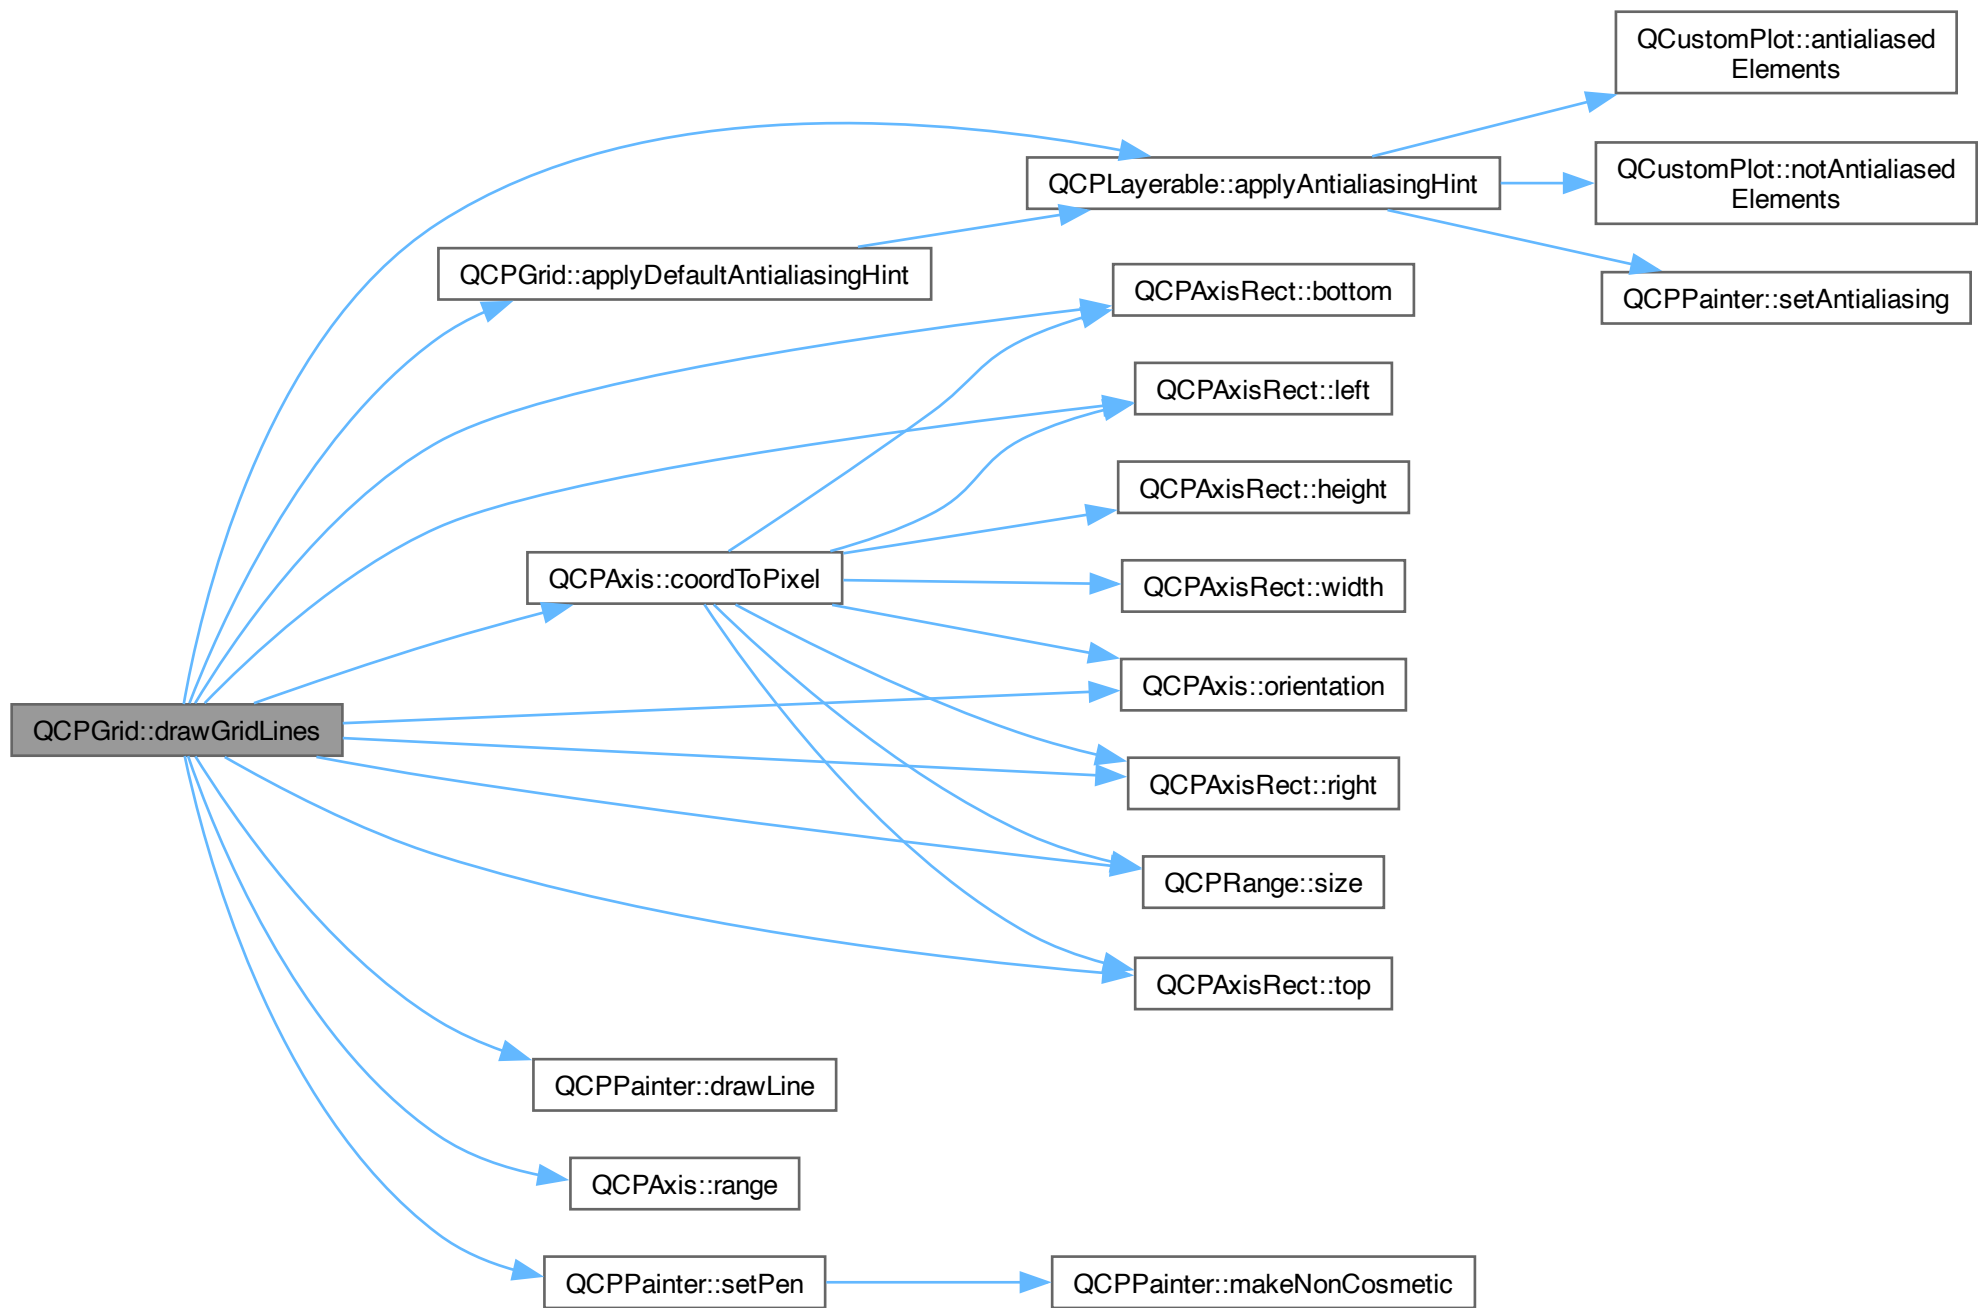 QCustomPlot::antialiased
Elements
QCPLayerable::applyAntialiasingHint
QCustomPlot::notAntialiased
Elements
QCPGrid::applyDefaultAntialiasingHint
QCPPainter::setAntialiasing
QCPAxisRect::bottom
QCPAxisRect::left
QCPAxisRect::height
QCPAxis::coordToPixel
QCPAxisRect::width
QCPAxis::orientation
QCPGrid::drawGridLines
QCPAxisRect::right
QCPRange::size
QCPAxisRect::top
QCPPainter::drawLine
QCPAxis::range
QCPPainter::setPen
QCPPainter::makeNonCosmetic